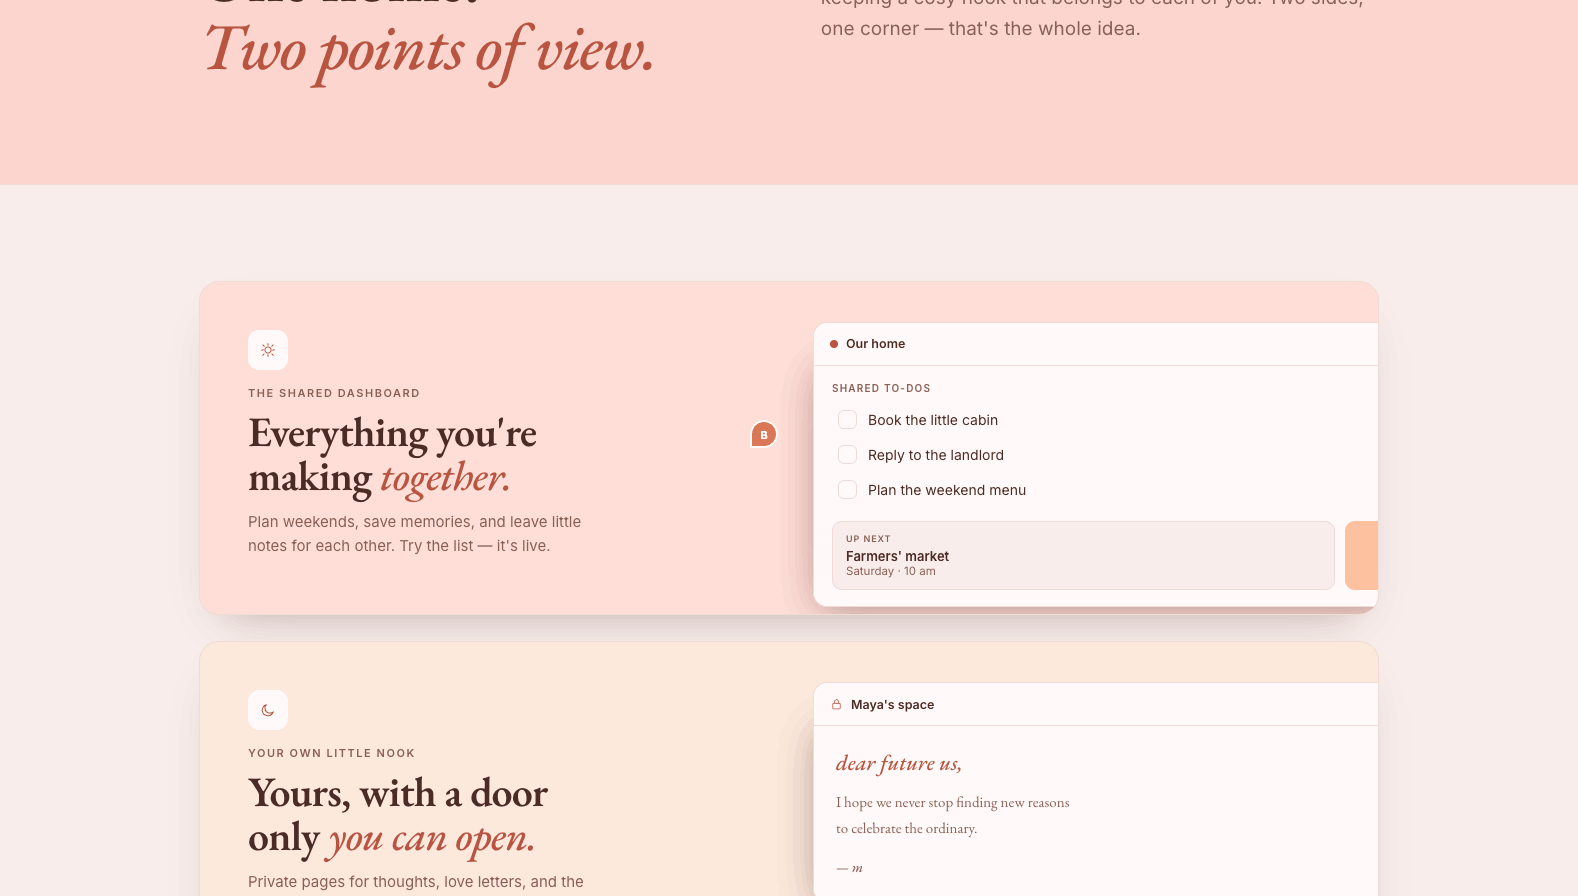 Two points of view.
one corner — that's the whole idea.
THE SHARED DASHBOARD
Everything you're
making together.
Plan weekends, save memories, and leave little
notes for each other. Try the list — it's live.
B
Our home
SHARED TO-DOS
Book the little cabin
Reply to the landlord
Plan the weekend menu
UP NEXT
Farmers' market
Saturday · 10 am
YOUR OWN LITTLE NOOK
Yours, with a door
only you can open.
Private pages for thoughts, love letters, and the
Maya's space
dear future us,
I hope we never stop finding new reasons
to celebrate the ordinary.
— m